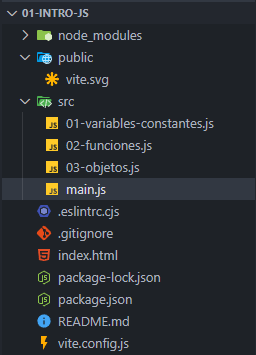 01-INTRO-JS
node_modules
public
vite.svg
src
01-variables-constantes.js
02-funciones.js
03-objetos.js
main.js
.eslintrc.cjs
.gitignore
index.html
package-lock.json
package.json
README.md
vite.config.js